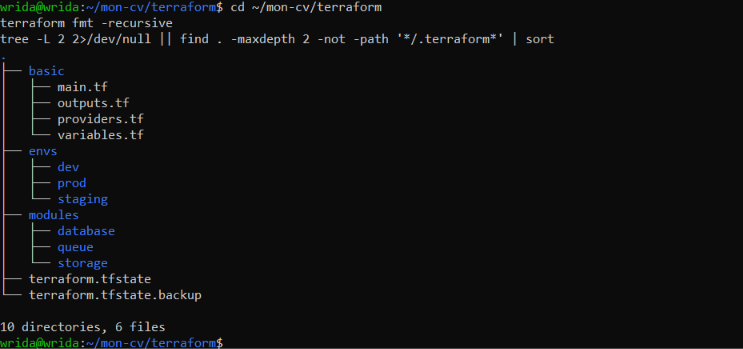 wrida@wrida:~/mon-cv/terraform$ cd ~/mon-cv/terraform
terraform fmt -recursive
tree -L 2 2>/dev/null || find . -maxdepth 2 -not -path '*/.terraform*' | sort
.
├── basic
│   ├── main.tf
│   ├── outputs.tf
│   ├── providers.tf
│   └── variables.tf
├── envs
│   ├── dev
│   ├── prod
│   └── staging
├── modules
│   ├── database
│   ├── queue
│   └── storage
├── terraform.tfstate
└── terraform.tfstate.backup

10 directories, 6 files
wrida@wrida:~/mon-cv/terraform$